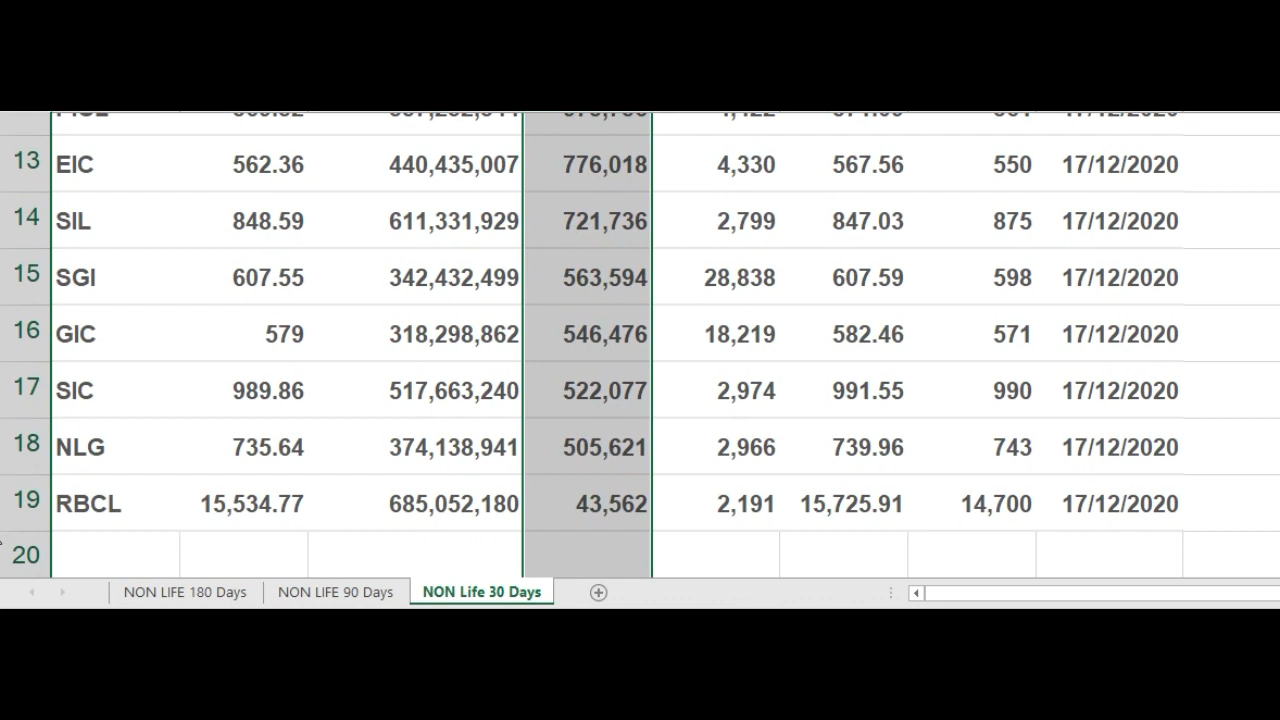 13 EIC 562.36 440,435,007 776,018 4,330 567.56 550 17/12/2020
14 SIL 848.59 611,331,929 721,736 2,799 847.03 875 17/12/2020
15 SGI 607.55 342,432,499 563,594 28,838 607.59 598 17/12/2020
16 GIC 579 318,298,862 546,476 18,219 582.46 571 17/12/2020
17 SIC 989.86 517,663,240 522,077 2,974 991.55 990 17/12/2020
18 NLG 735.64 374,138,941 505,621 2,966 739.96 743 17/12/2020
19 RBCL 15,534.77 685,052,180 43,562 2,191 15,725.91 14,700 17/12/2020
20
NON LIFE 180 Days NON LIFE 90 Days NON Life 30 Days